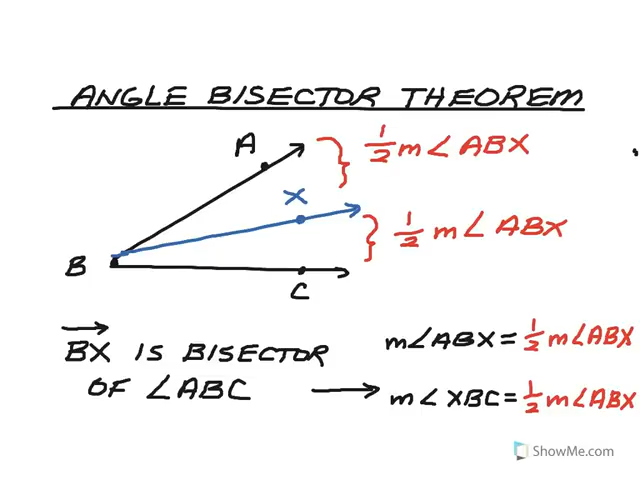 ANGLE BISECTOR THEOREM
A
1/2 m∠ABX
X
1/2 m∠ABX
B
C
BX IS BISECTOR
OF ∠ABC
m∠ABX = 1/2 m∠ABX
m∠XBC = 1/2 m∠ABX
ShowMe.com